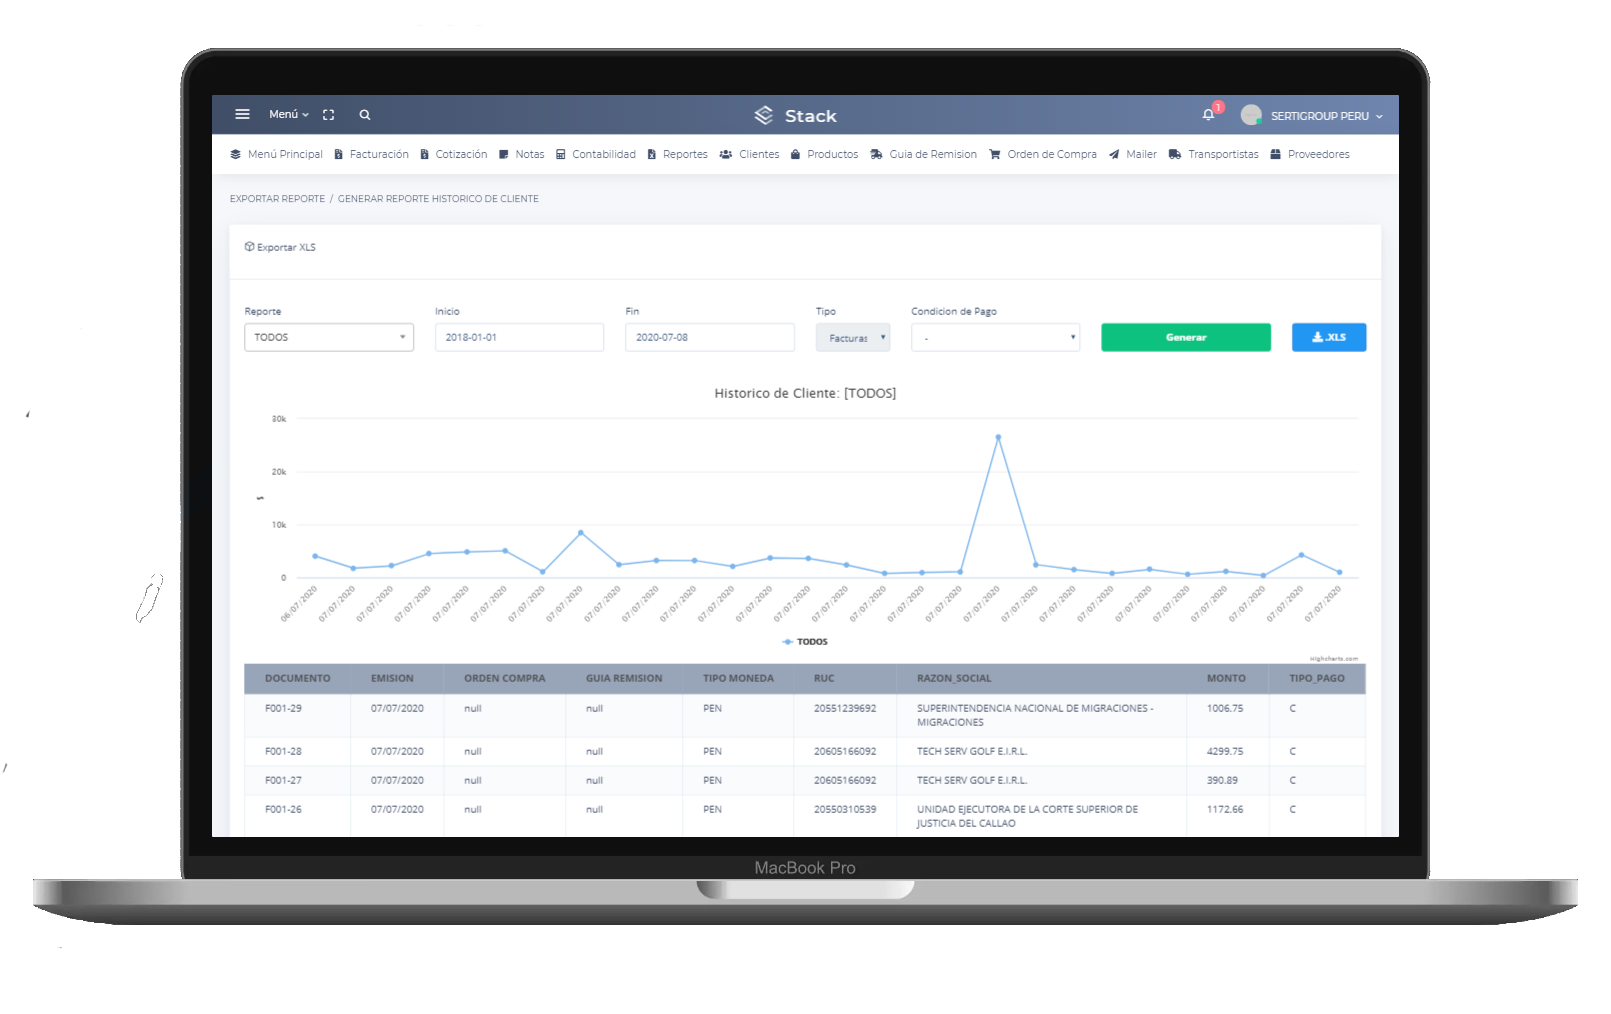 Menú
Stack
1
SERTIGROUP PERU
Menú Principal Facturación Cotización Notas Contabilidad Reportes Clientes Productos Guia de Remision Orden de Compra Mailer Transportistas Proveedores
EXPORTAR REPORTE / GENERAR REPORTE HISTORICO DE CLIENTE
Exportar XLS
Reporte Inicio Fin Tipo Condicion de Pago
TODOS 2018-01-01 2020-07-08 Facturas - Generar .XLS
Historico de Cliente: [TODOS]
30k
20k
$
10k
0
06/07/2020 07/07/2020 07/07/2020 07/07/2020 07/07/2020 07/07/2020 07/07/2020 07/07/2020 07/07/2020 07/07/2020 07/07/2020 07/07/2020 07/07/2020 07/07/2020 07/07/2020 07/07/2020 07/07/2020 07/07/2020 07/07/2020 07/07/2020 07/07/2020 07/07/2020 07/07/2020 07/07/2020 07/07/2020 07/07/2020 07/07/2020 07/07/2020
TODOS
Highcharts.com
DOCUMENTO EMISION ORDEN COMPRA GUIA REMISION TIPO MONEDA RUC RAZON_SOCIAL MONTO TIPO_PAGO
F001-29 07/07/2020 null null PEN 20551239692 SUPERINTENDENCIA NACIONAL DE MIGRACIONES - 1006.75 C
MIGRACIONES
F001-28 07/07/2020 null null PEN 20605166092 TECH SERV GOLF E.I.R.L. 4299.75 C
F001-27 07/07/2020 null null PEN 20605166092 TECH SERV GOLF E.I.R.L. 390.89 C
F001-26 07/07/2020 null null PEN 20550310539 UNIDAD EJECUTORA DE LA CORTE SUPERIOR DE 1172.66 C
JUSTICIA DEL CALLAO
MacBook Pro